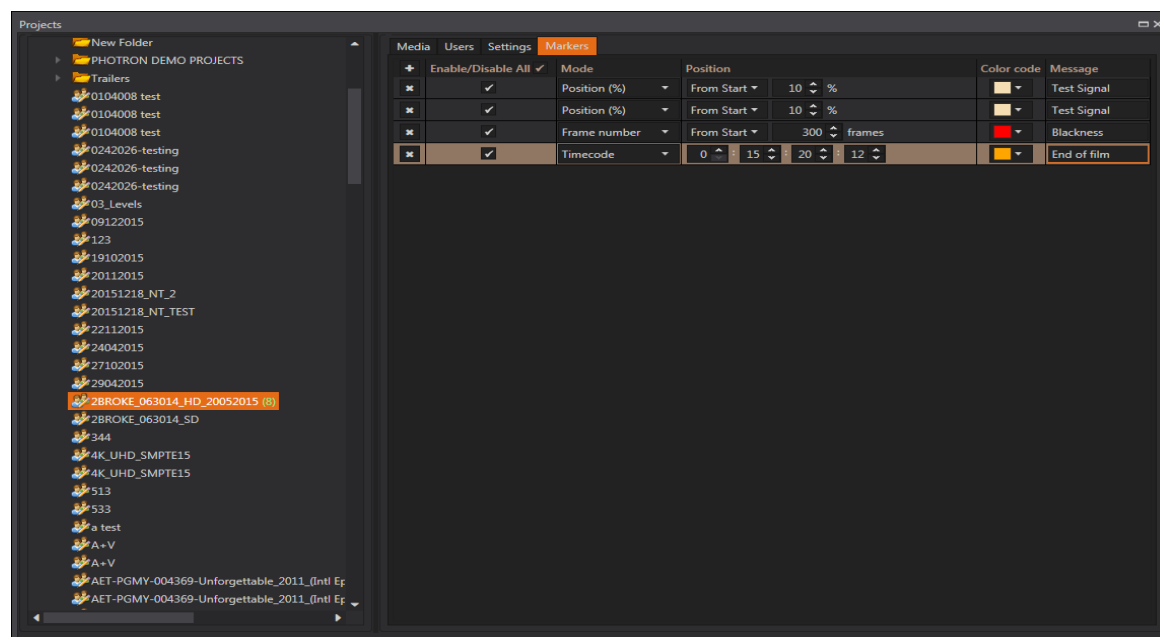 Projects
New Folder
PHOTRON DEMO PROJECTS
Trailers
0104008 test
0104008 test
0104008 test
0242026-testing
0242026-testing
0242026-testing
03_Levels
09122015
123
19102015
20112015
20151218_NT_2
20151218_NT_TEST
22112015
24042015
27102015
29042015
2BROKE_063014_HD_20052015 (8)
2BROKE_063014_SD
344
4K_UHD_SMPTE15
4K_UHD_SMPTE15
513
533
a test
A+V
A+V
AET-PGMY-004369-Unforgettable_2011_(Intl Ep
AET-PGMY-004369-Unforgettable_2011_(Intl Ep
Media Users Settings Markers
Enable/Disable All Mode Position Color code Message
Position (%) From Start 10 % Test Signal
Position (%) From Start 10 % Test Signal
Frame number From Start 300 frames Blackness
Timecode 0 : 15 : 20 : 12 End of film